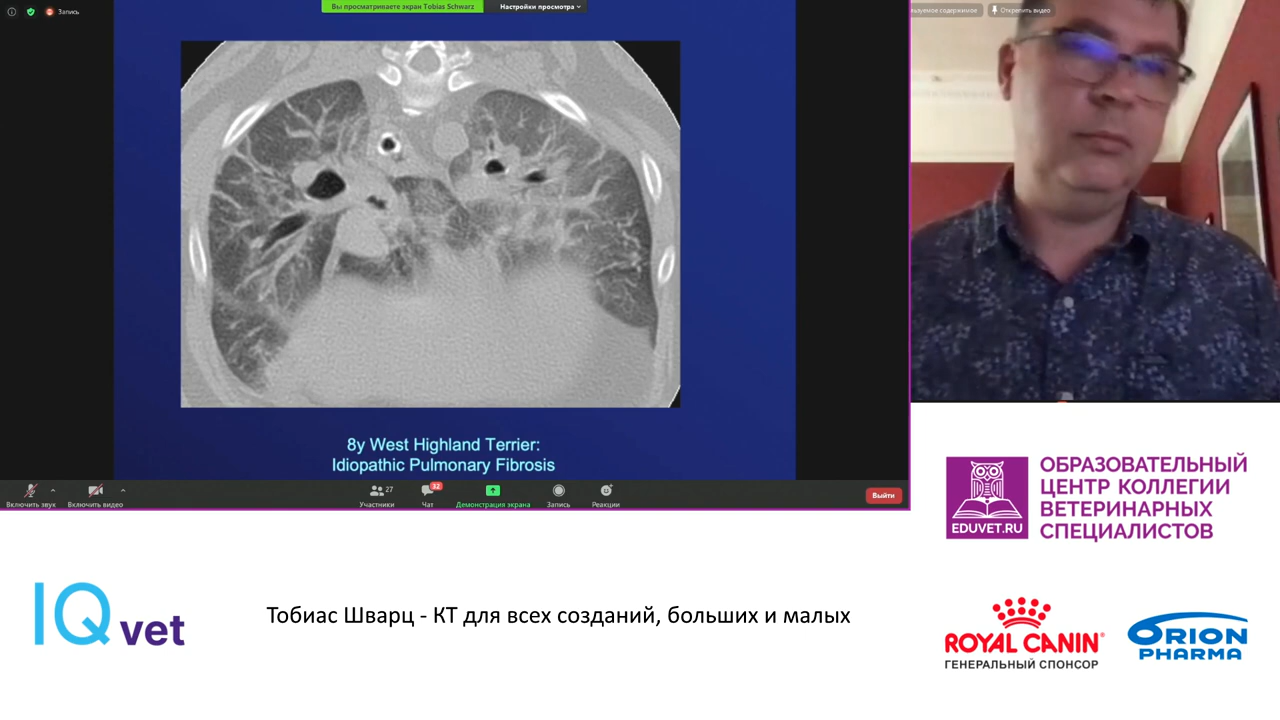 Запись
Вы просматриваете экран Tobias Schwarz
Настройки просмотра
содержимое
Открепить видео
8y West Highland Terrier:
Idiopathic Pulmonary Fibrosis
Включить звук
Включить видео
27
Участники
32
Чат
Демонстрация экрана
Запись
Реакции
Выйти
EDUVET.RU
ОБРАЗОВАТЕЛЬНЫЙ
ЦЕНТР КОЛЛЕГИИ
ВЕТЕРИНАРНЫХ
СПЕЦИАЛИСТОВ
IQ vet
Тобиас Шварц - КТ для всех созданий, больших и малых
ROYAL CANIN®
ГЕНЕРАЛЬНЫЙ СПОНСОР
ORION
PHARMA